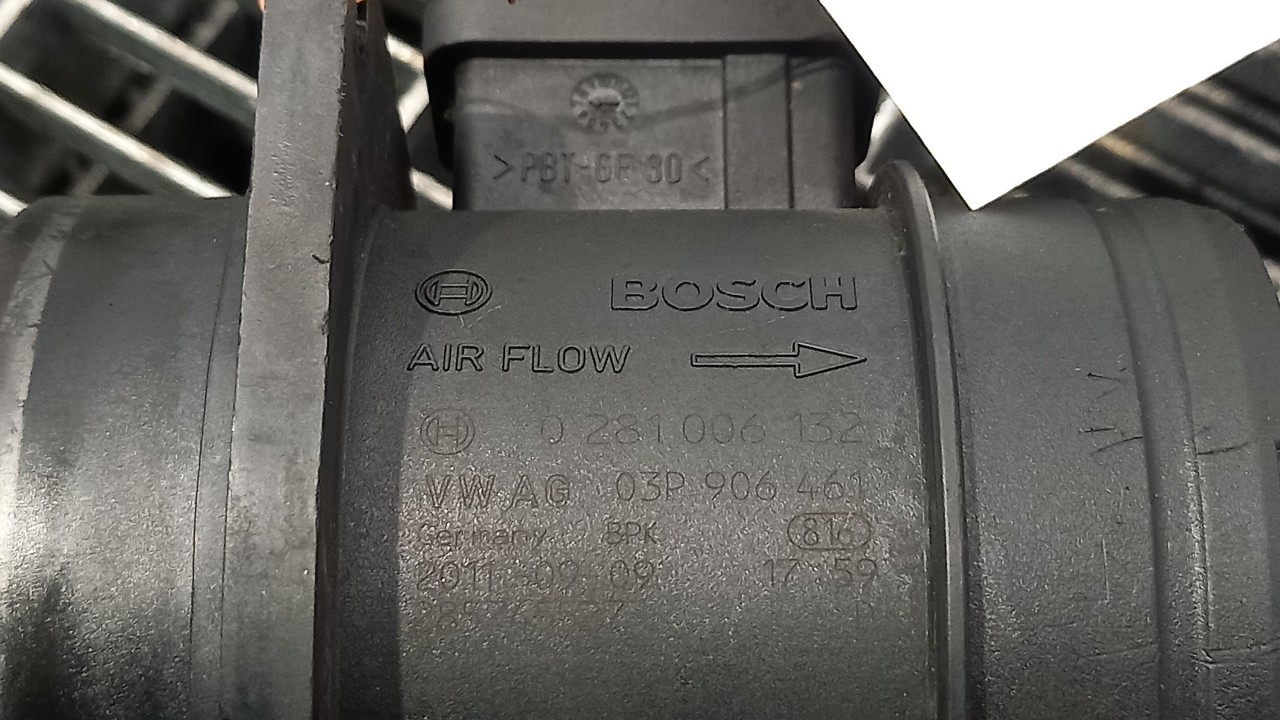 >PBT-GF 30<
BOSCH
AIR FLOW
0 281 006 132
VW AG 03P 906 461
Germany BPK 816
2011-09-09 17:59